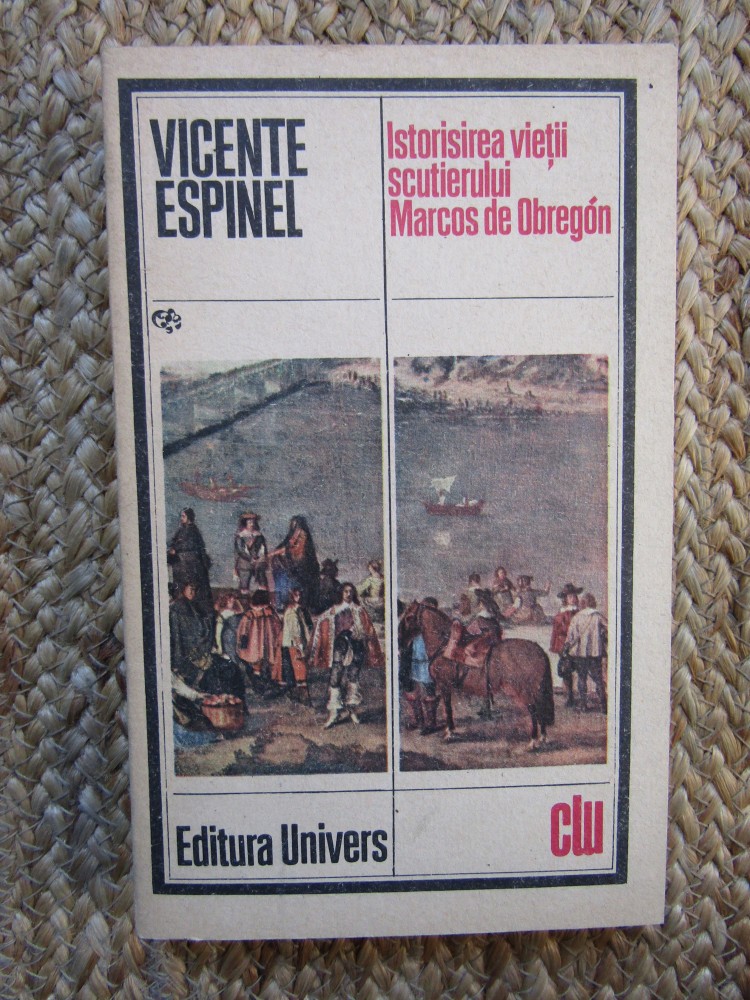 VICENTE
ESPINEL
Istorisirea vieții
scutierului
Marcos de Obregón
Editura Univers
clu